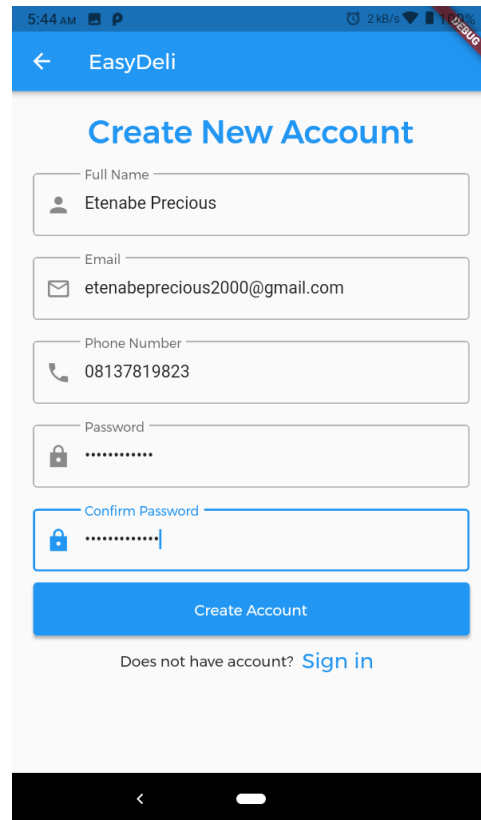 5:44 AM 2 kB/s 100%
DEBUG
EasyDeli
Create New Account
Full Name
Etenabe Precious
Email
etenabeprecious2000@gmail.com
Phone Number
08137819823
Password
••••••••••••
Confirm Password
•••••••••••••
Create Account
Does not have account? Sign in